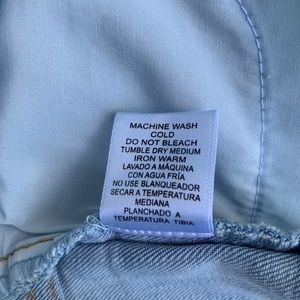 MACHINE WASH
COLD
DO NOT BLEACH
TUMBLE DRY MEDIUM
IRON WARM
LAVADO A MÁQUINA
CON AGUA FRÍA
NO USE BLANQUEADOR
SECAR A TEMPERATURA
MEDIANA
PLANCHADO A
TEMPERATURA TIBIA